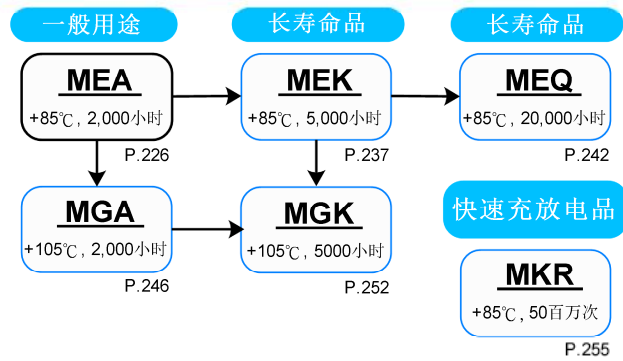 一般用途 长寿命品 长寿命品
MEA MEK MEQ
+85℃, 2,000小时 +85℃, 5,000小时 +85℃, 20,000小时
P.226 P.237 P.242
MGA MGK
+105℃, 2,000小时 +105℃, 5000小时
P.246 P.252
快速充放电品
MKR
+85℃, 50百万次
P.255